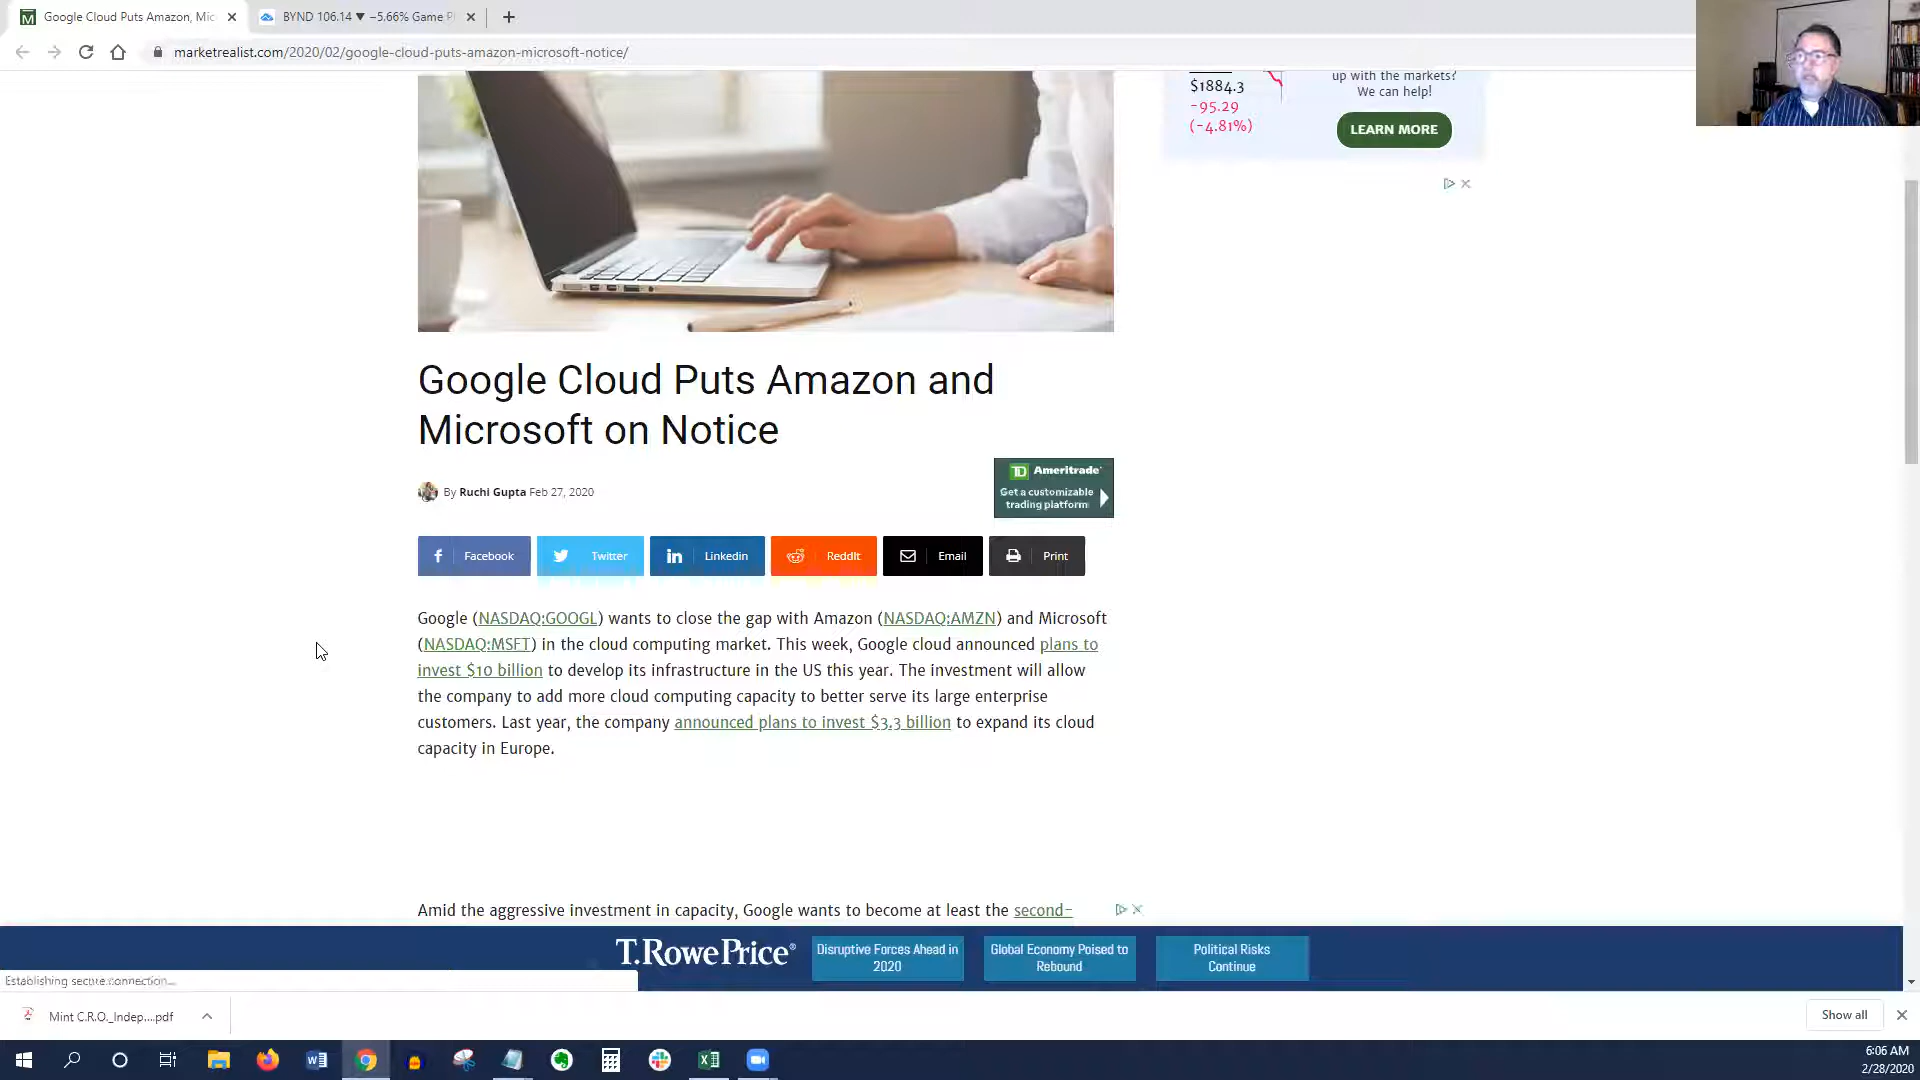 Google Cloud Puts Amazon, Mic
BYND 106.14 ▼ −5.66% Game P
marketrealist.com/2020/02/google-cloud-puts-amazon-microsoft-notice/
$1884.3
-95.29
(-4.81%)
up with the markets?
We can help!
LEARN MORE
Google Cloud Puts Amazon and
Microsoft on Notice
By Ruchi Gupta Feb 27, 2020
TD Ameritrade
Get a customizable
trading platform
Facebook
Twitter
Linkedin
ReddIt
Email
Print
Google (NASDAQ:GOOGL) wants to close the gap with Amazon (NASDAQ:AMZN) and Microsoft
(NASDAQ:MSFT) in the cloud computing market. This week, Google cloud announced plans to
invest $10 billion to develop its infrastructure in the US this year. The investment will allow
the company to add more cloud computing capacity to better serve its large enterprise
customers. Last year, the company announced plans to invest $3.3 billion to expand its cloud
capacity in Europe.
Amid the aggressive investment in capacity, Google wants to become at least the second-
T.RowePrice®
Disruptive Forces Ahead in
2020
Global Economy Poised to
Rebound
Political Risks
Continue
Establishing secure connection...
Mint C.R.O._Indep....pdf
Show all
6:06 AM
2/28/2020